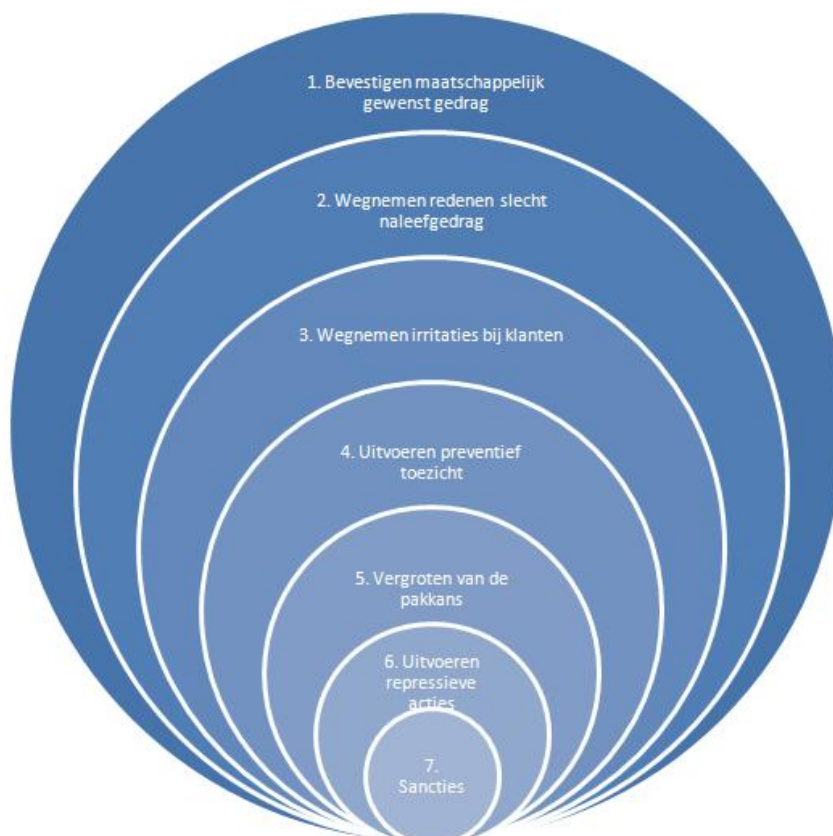 1. Bevestigen maatschappelijk
gewenst gedrag
2. Wegnemen redenen slecht
naleefgedrag
3. Wegnemen irritaties bij klanten
4. Uitvoeren preventief
toezicht
5. Vergroten van de
pakkans
6. Uitvoeren
repressieve
acties
7.
Sancties